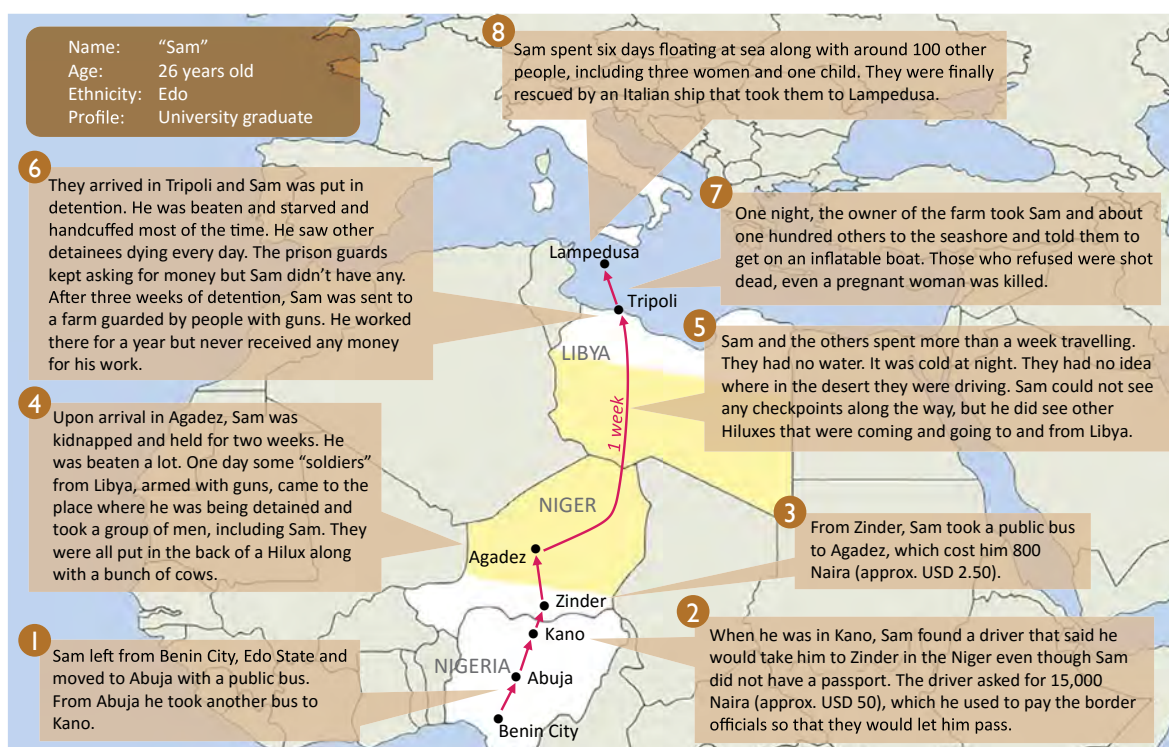 Name: "Sam"
Age: 26 years old
Ethnicity: Edo
Profile: University graduate
8
Sam spent six days floating at sea along with around 100 other
people, including three women and one child. They were finally
rescued by an Italian ship that took them to Lampedusa.
6
They arrived in Tripoli and Sam was put in
detention. He was beaten and starved and
handcuffed most of the time. He saw other
detainees dying every day. The prison guards
kept asking for money but Sam didn't have any.
After three weeks of detention, Sam was sent to
a farm guarded by people with guns. He worked
there for a year but never received any money
for his work.
7
One night, the owner of the farm took Sam and about
one hundred others to the seashore and told them to
get on an inflatable boat. Those who refused were shot
dead, even a pregnant woman was killed.
Lampedusa
Tripoli
LIBYA
5
Sam and the others spent more than a week travelling.
They had no water. It was cold at night. They had no idea
where in the desert they were driving. Sam could not see
any checkpoints along the way, but he did see other
Hiluxes that were coming and going to and from Libya.
1 week
4
Upon arrival in Agadez, Sam was
kidnapped and held for two weeks. He
was beaten a lot. One day some "soldiers"
from Libya, armed with guns, came to the
place where he was being detained and
took a group of men, including Sam. They
were all put in the back of a Hilux along
with a bunch of cows.
NIGER
Agadez
3
From Zinder, Sam took a public bus
to Agadez, which cost him 800
Naira (approx. USD 2.50).
Zinder
Kano
2
When he was in Kano, Sam found a driver that said he
would take him to Zinder in the Niger even though Sam
did not have a passport. The driver asked for 15,000
Naira (approx. USD 50), which he used to pay the border
officials so that they would let him pass.
1
Sam left from Benin City, Edo State and
moved to Abuja with a public bus.
From Abuja he took another bus to
Kano.
NIGERIA
Abuja
Benin City